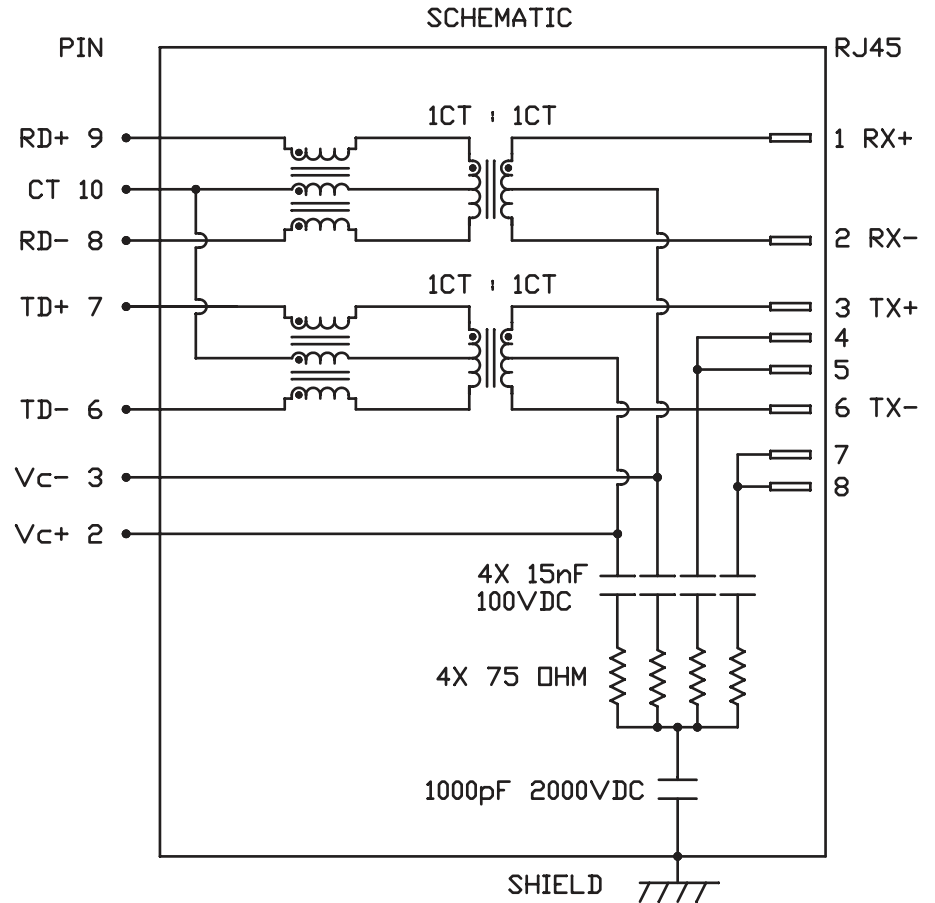 SCHEMATIC
PIN
RJ45
1CT : 1CT
RD+ 9
1 RX+
CT 10
RD- 8
2 RX-
1CT : 1CT
TD+ 7
3 TX+
4
5
TD- 6
6 TX-
7
Vc- 3
8
Vc+ 2
4X 15nF
100VDC
4X 75 OHM
1000pF 2000VDC
SHIELD